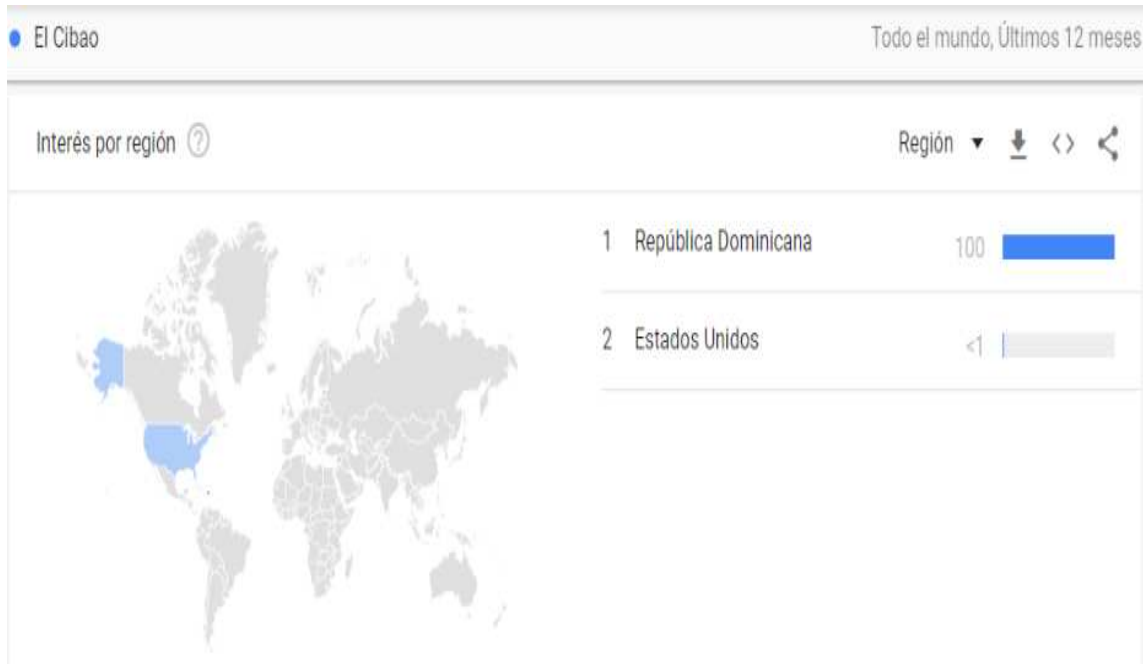 El Cibao Todo el mundo, Últimos 12 meses
Interés por región ? Región
1 República Dominicana 100
2 Estados Unidos <1